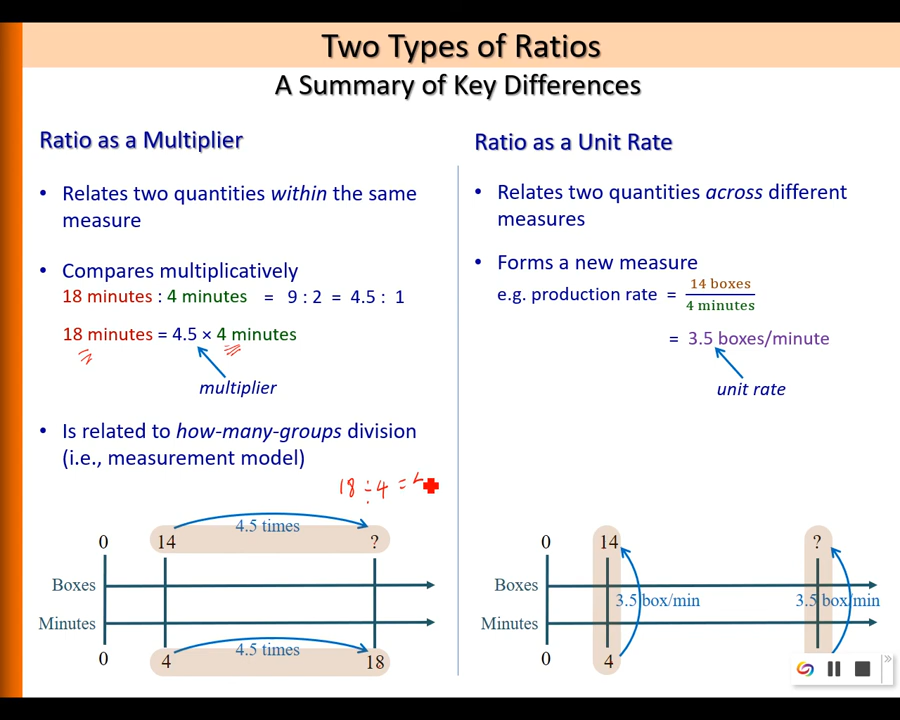 Two Types of Ratios
A Summary of Key Differences
Ratio as a Multiplier
• Relates two quantities within the same
measure
• Compares multiplicatively
18 minutes : 4 minutes = 9 : 2 = 4.5 : 1
18 minutes = 4.5 × 4 minutes
multiplier
• Is related to how-many-groups division
(i.e., measurement model)
18 ÷ 4 =
4.5 times
0 14 ?
Boxes
Minutes
4.5 times
0 4 18
Ratio as a Unit Rate
• Relates two quantities across different
measures
• Forms a new measure
14 boxes
e.g. production rate =
4 minutes
= 3.5 boxes/minute
unit rate
0 14 ?
Boxes
3.5 box/min 3.5 box/min
Minutes
0 4